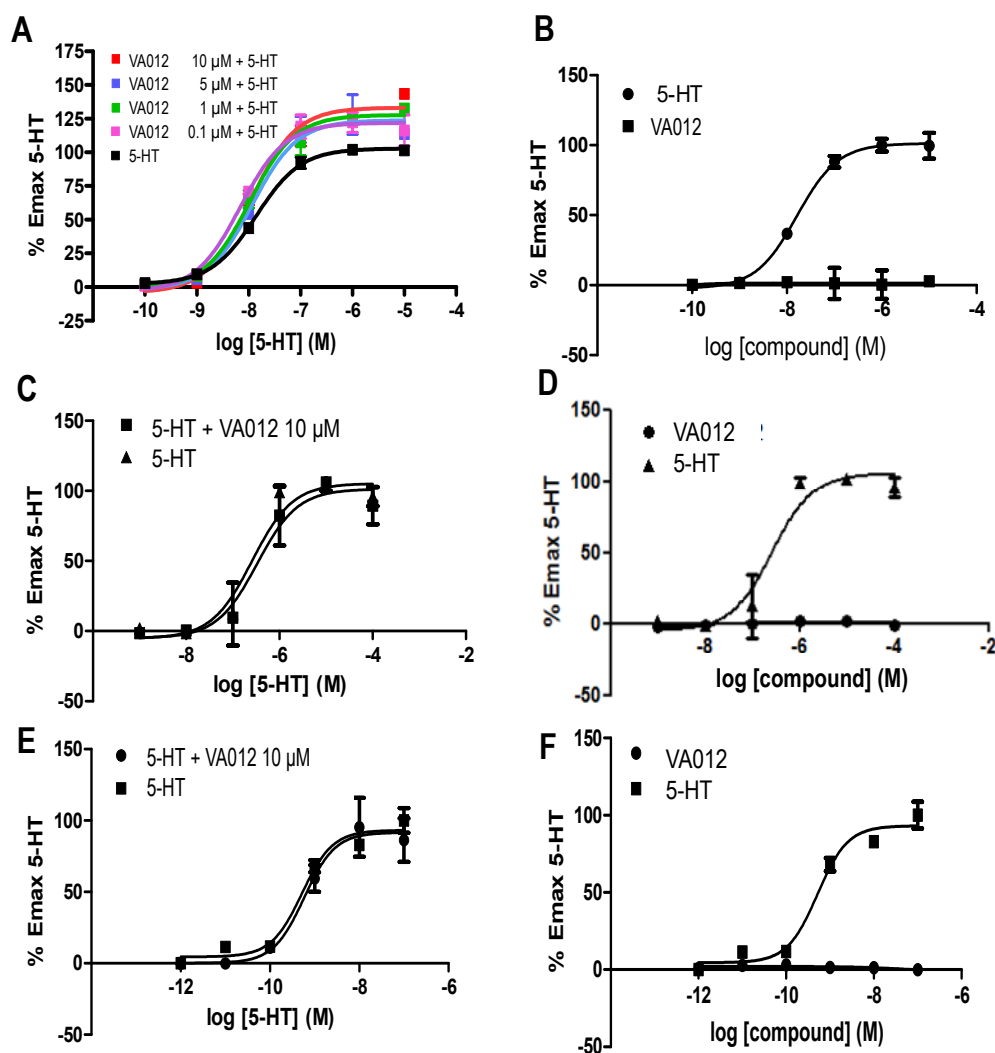 A
175
150
125
100
75
50
25
0
-25
% Emax 5-HT
VA012 10 µM + 5-HT
VA012 5 µM + 5-HT
VA012 1 µM + 5-HT
VA012 0.1 µM + 5-HT
5-HT
-10 -9 -8 -7 -6 -5 -4
log [5-HT] (M)
B
150
100
50
0
-50
% Emax 5-HT
5-HT
VA012
-10 -8 -6 -4
log [compound] (M)
C
150
100
50
0
-50
% Emax 5-HT
5-HT + VA012 10 µM
5-HT
-8 -6 -4 -2
log [5-HT] (M)
D
150
100
50
0
-50
% Emax 5-HT
VA012
5-HT
-8 -6 -4 -2
log [compound] (M)
E
150
100
50
0
-50
% Emax 5-HT
5-HT + VA012 10 µM
5-HT
-12 -10 -8 -6
log [5-HT] (M)
F
150
100
50
0
-50
% Emax 5-HT
VA012
5-HT
-12 -10 -8 -6
log [compound] (M)